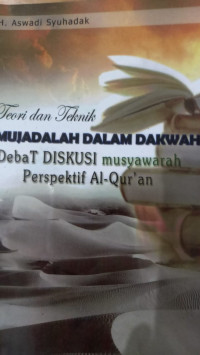 H. Aswadi Syuhadak
Teori dan Teknik
MUJADALAH DALAM DAKWAH
DebaT DISKUSI musyawarah
Perspektif Al-Qur'an